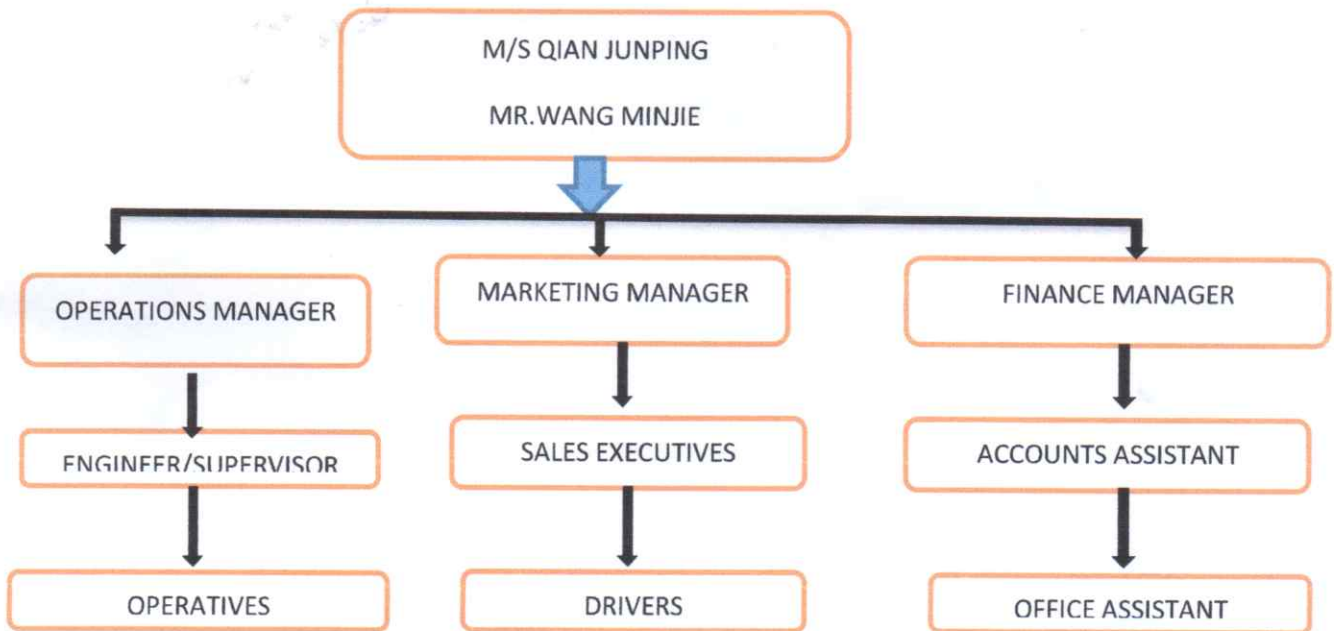 M/S QIAN JUNPING
MR.WANG MINJIE
OPERATIONS MANAGER
MARKETING MANAGER
FINANCE MANAGER
ENGINEER/SUPERVISOR
SALES EXECUTIVES
ACCOUNTS ASSISTANT
OPERATIVES
DRIVERS
OFFICE ASSISTANT